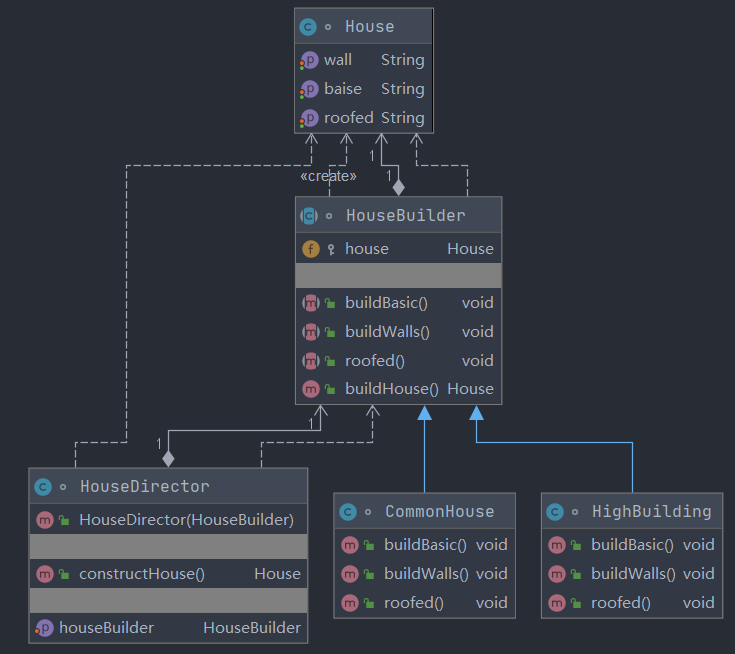 House
wall String
baise String
roofed String
1
«create» 1
HouseBuilder
house House
buildBasic() void
buildWalls() void
roofed() void
buildHouse() House
1
1
HouseDirector
HouseDirector(HouseBuilder)
constructHouse() House
houseBuilder HouseBuilder
CommonHouse
buildBasic() void
buildWalls() void
roofed() void
HighBuilding
buildBasic() void
buildWalls() void
roofed() void